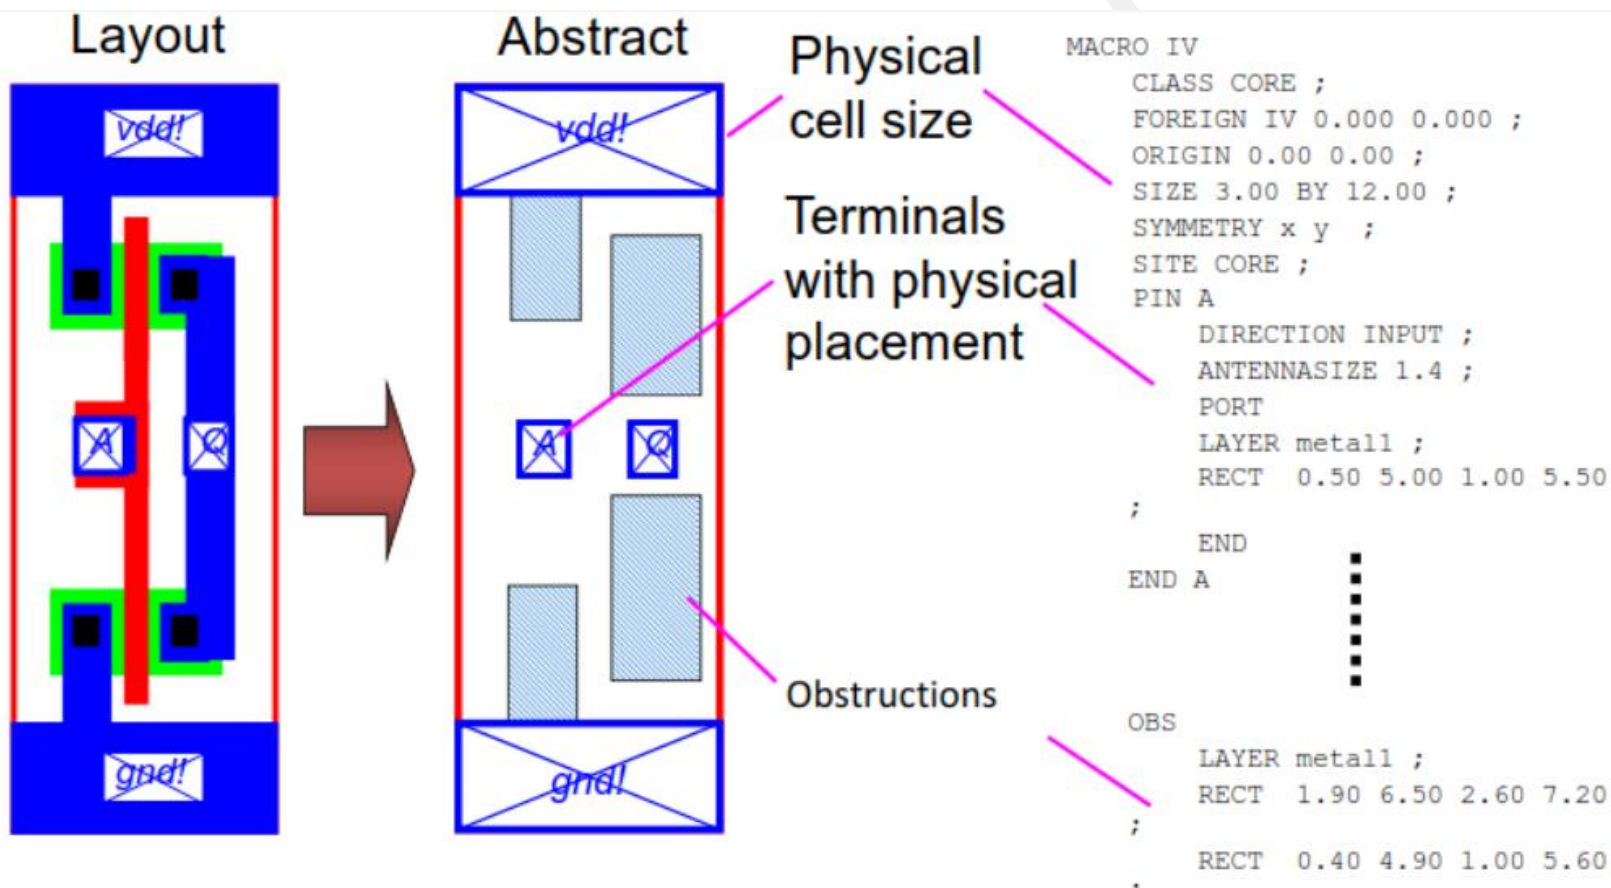 Layout
vdd!
A
Q
gnd!
Abstract
vdd!
A
Q
gnd!
Physical
cell size
Terminals
with physical
placement
Obstructions
MACRO IV
CLASS CORE ;
FOREIGN IV 0.000 0.000 ;
ORIGIN 0.00 0.00 ;
SIZE 3.00 BY 12.00 ;
SYMMETRY x y ;
SITE CORE ;
PIN A
DIRECTION INPUT ;
ANTENNASIZE 1.4 ;
PORT
LAYER metal1 ;
RECT 0.50 5.00 1.00 5.50
;
END
END A
OBS
LAYER metal1 ;
RECT 1.90 6.50 2.60 7.20
;
RECT 0.40 4.90 1.00 5.60
;